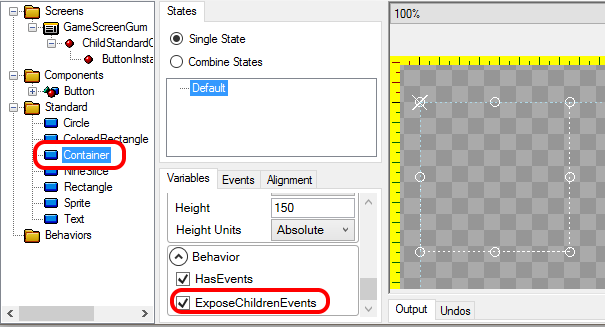 Screens
GameScreenGum
ChildStandardC
ButtonInsta
Components
Button
Standard
Circle
ColoredRectangle
Container
NineSlice
Rectangle
Sprite
Text
Behaviors
States
Single State
Combine States
Default
Variables Events Alignment
Height 150
Height Units Absolute
Behavior
HasEvents
ExposeChildrenEvents
100%
Output Undos